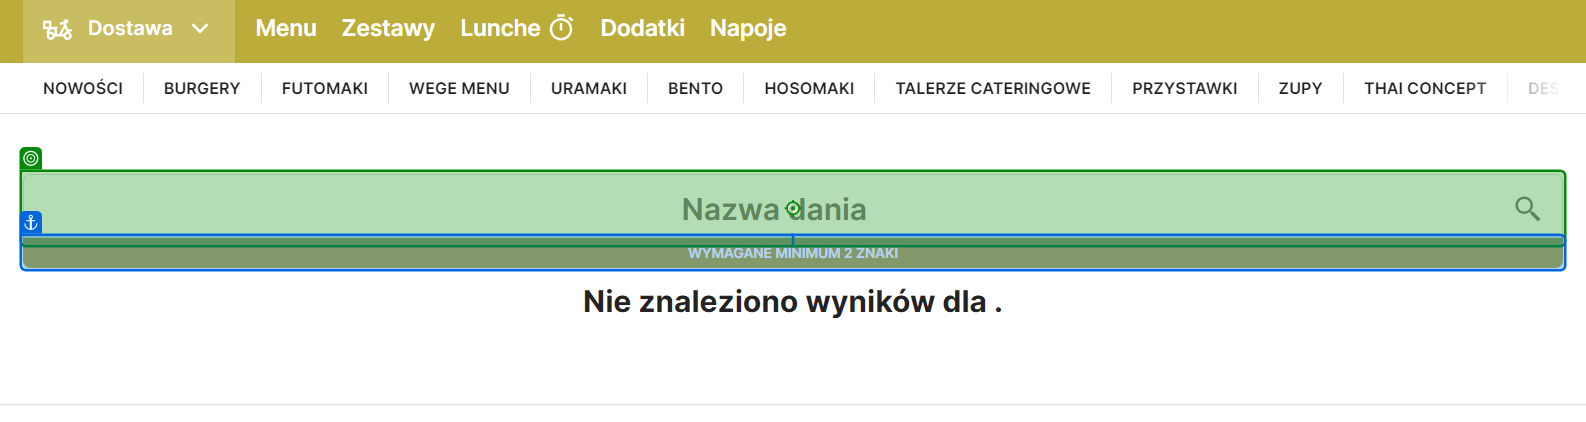 Dostawa Menu Zestawy Lunche Dodatki Napoje
NOWOŚCI BURGERY FUTOMAKI WEGE MENU URAMAKI BENTO HOSOMAKI TALERZE CATERINGOWE PRZYSTAWKI ZUPY THAI CONCEPT DES
Nazwa dania
WYMAGANE MINIMUM 2 ZNAKI
Nie znaleziono wyników dla .